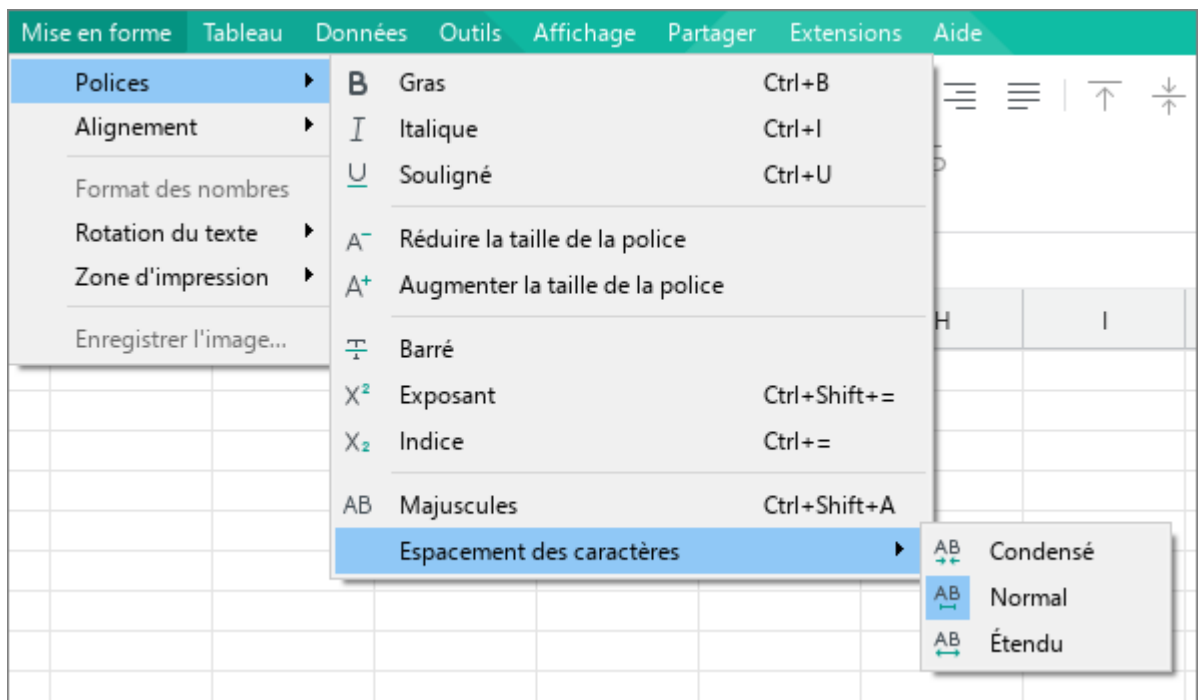 Mise en forme Tableau Données Outils Affichage Partager Extensions Aide
Polices
Alignement
Format des nombres
Rotation du texte
Zone d'impression
Enregistrer l'image...
B Gras Ctrl+B
I Italique Ctrl+I
U Souligné Ctrl+U
A⁻ Réduire la taille de la police
A⁺ Augmenter la taille de la police
T Barré
X² Exposant Ctrl+Shift+=
X₂ Indice Ctrl+=
AB Majuscules Ctrl+Shift+A
Espacement des caractères
AB Condensé
AB Normal
AB Étendu
H I